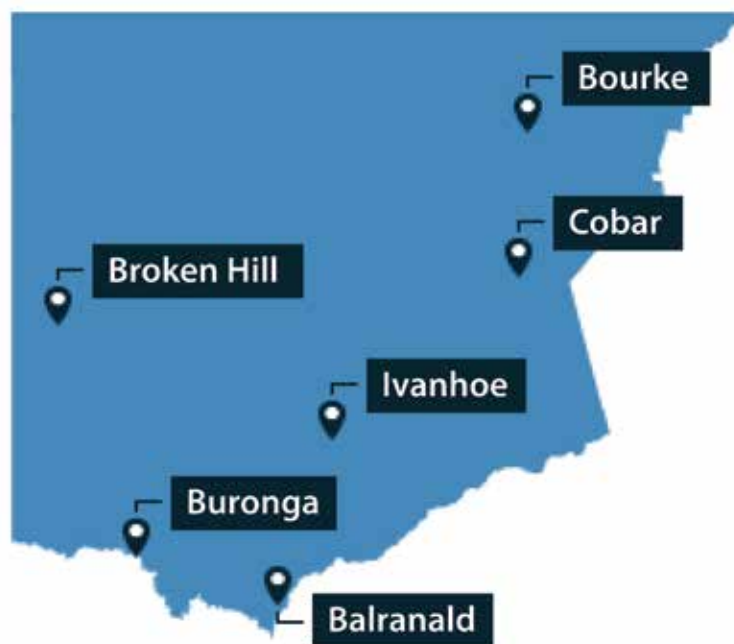 Bourke
Cobar
Broken Hill
Ivanhoe
Buronga
Balranald